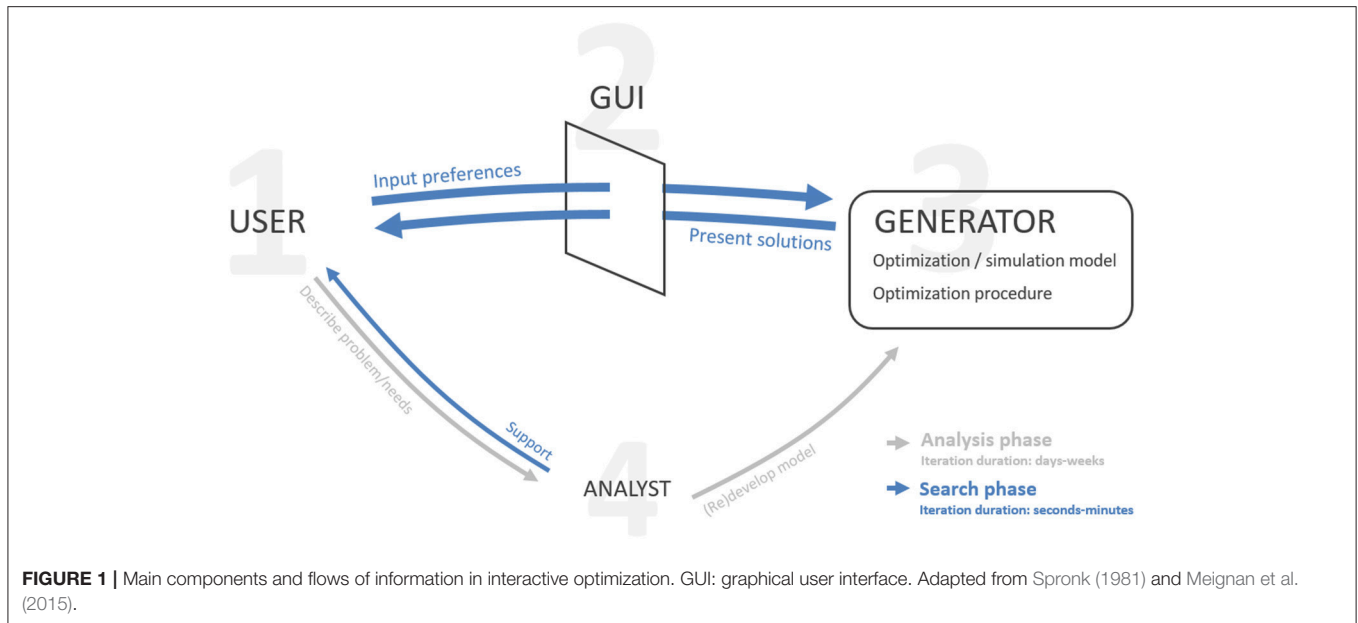 1
USER
2
GUI
Input preferences
Present solutions
3
GENERATOR
Optimization / simulation model
Optimization procedure
Describe problem/needs
Support
4
ANALYST
(Re)develop model
Analysis phase
Iteration duration: days-weeks
Search phase
Iteration duration: seconds-minutes
FIGURE 1 | Main components and flows of information in interactive optimization. GUI: graphical user interface. Adapted from Spronk (1981) and Meignan et al.
(2015).